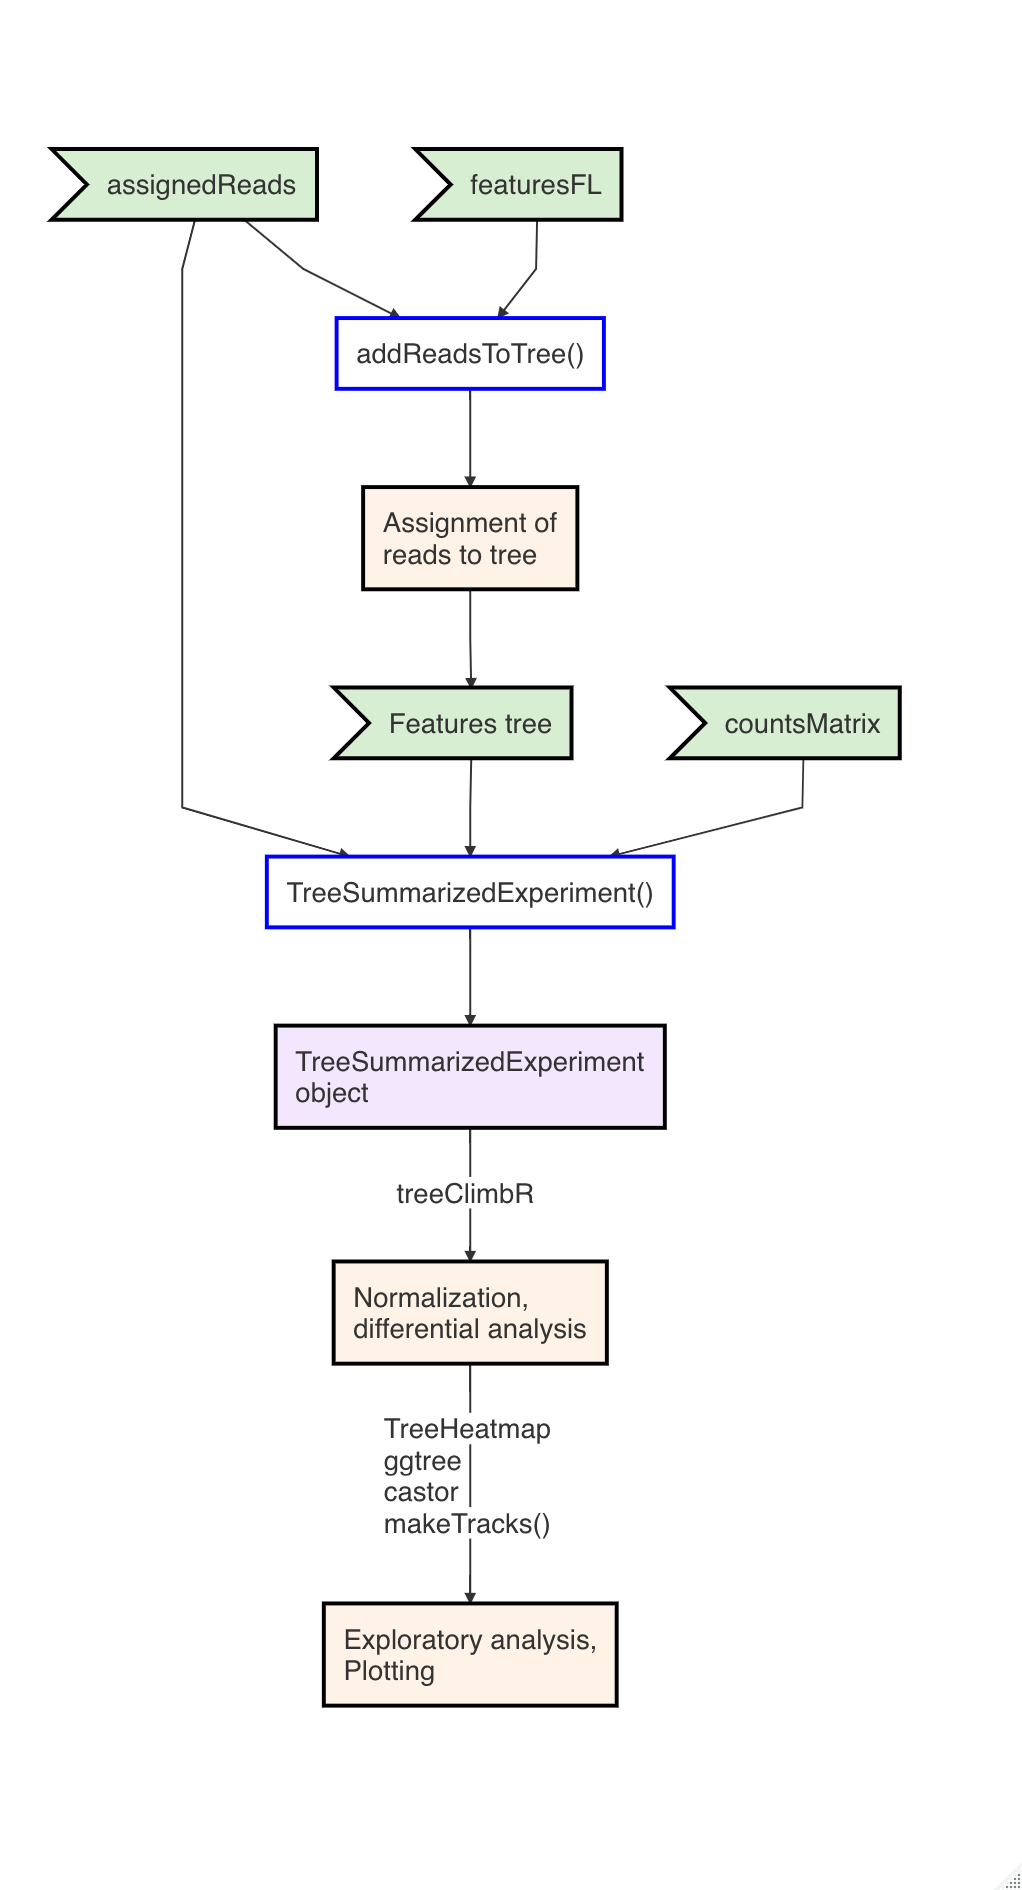 assignedReads
featuresFL
addReadsToTree()
Assignment of
reads to tree
Features tree
countsMatrix
TreeSummarizedExperiment()
TreeSummarizedExperiment
object
treeClimbR
Normalization,
differential analysis
TreeHeatmap
ggtree
castor
makeTracks()
Exploratory analysis,
Plotting